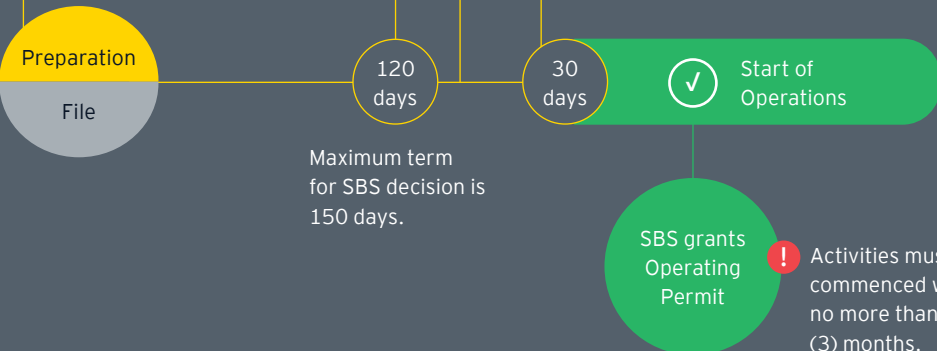 Preparation
File
120
days
Maximum term
for SBS decision is
150 days.
30
days
√
Start of
Operations
SBS grants
Operating
Permit
!
Activities
commenced
no more than
(3) months.